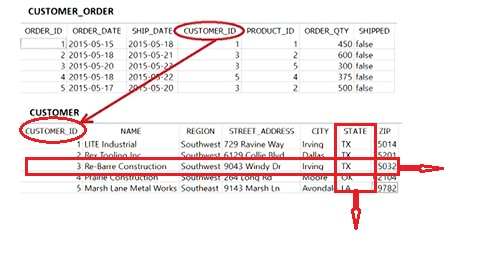 CUSTOMER_ORDER
ORDER_ID ORDER_DATE SHIP_DATE CUSTOMER_ID PRODUCT_ID ORDER_QTY SHIPPED
1 2015-05-15 2015-05-18 1 1 450 false
2 2015-05-18 2015-05-21 3 2 600 false
3 2015-05-20 2015-05-23 3 5 300 false
4 2015-05-18 2015-05-22 5 4 375 false
5 2015-05-17 2015-05-20 3 2 500 false
CUSTOMER
CUSTOMER_ID NAME REGION STREET_ADDRESS CITY STATE ZIP
1 LITE Industrial Southwest 729 Ravine Way Irving TX 75014
2 Rex Tooling Inc Southwest 6129 Collie Blvd Dallas TX 75201
3 Re-Barre Construction Southwest 9043 Windy Dr Irving TX 75032
4 Prairie Construction Southwest 264 Long Rd Moore OK 2104
5 Marsh Lane Metal Works Southeast 9143 Marsh Ln Avondale LA 9782